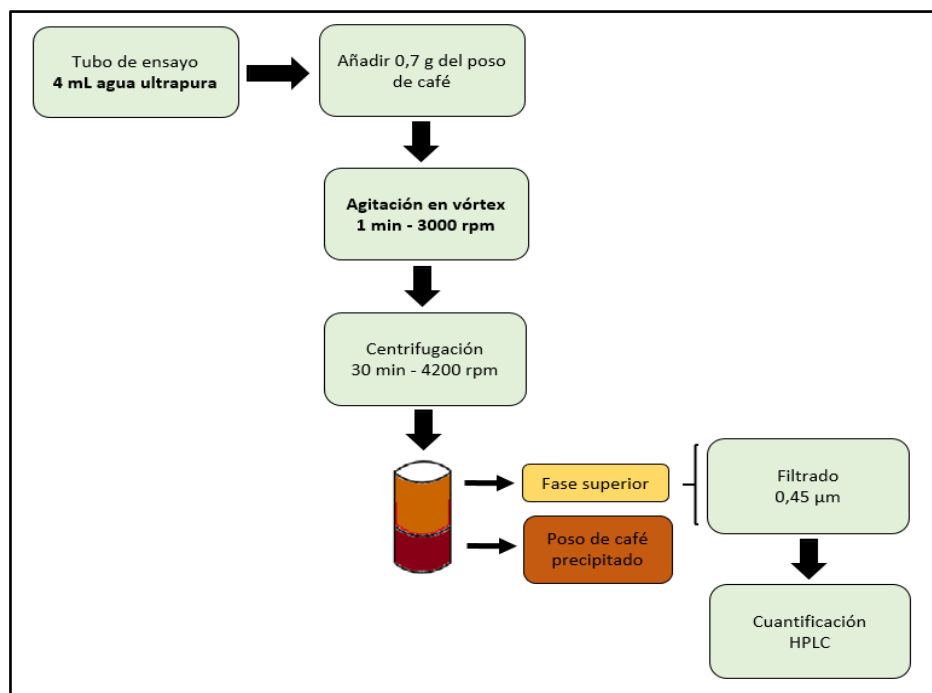 Tubo de ensayo
4 mL agua ultrapura
Añadir 0,7 g del poso
de café
Agitación en vórtex
1 min - 3000 rpm
Centrifugación
30 min - 4200 rpm
Fase superior
Poso de café
precipitado
Filtrado
0,45 µm
Cuantificación
HPLC